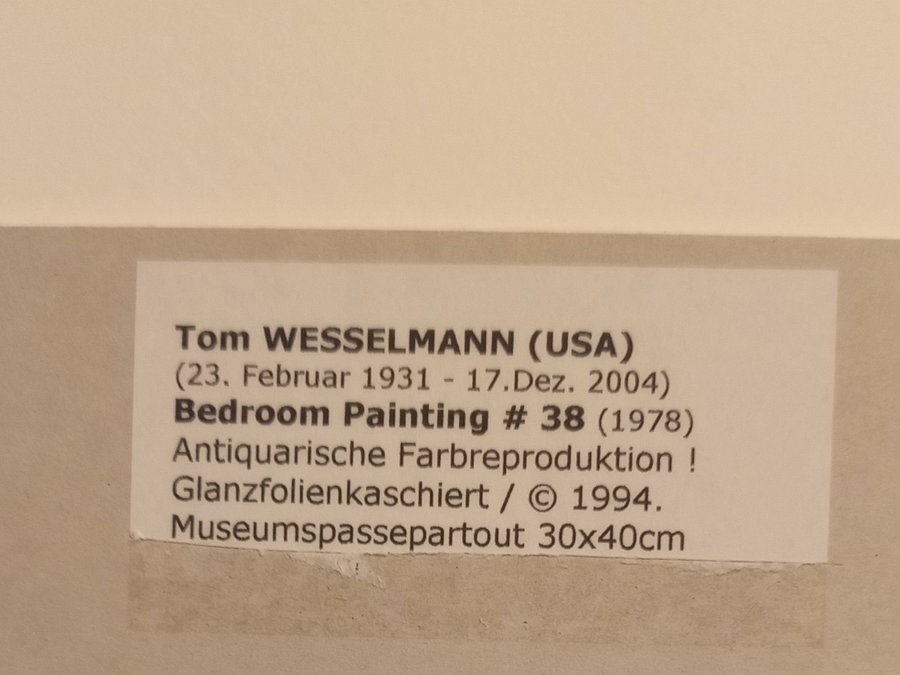 Tom WESSELMANN (USA)
(23. Februar 1931 - 17.Dez. 2004)
Bedroom Painting # 38 (1978)
Antiquarische Farbreproduktion !
Glanzfolienkaschiert / © 1994.
Museumspassepartout 30x40cm